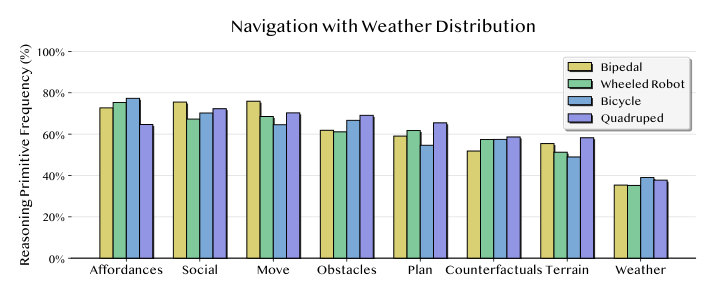 Navigation with Weather Distribution
Reasoning Primitive Frequency (%)
100%
80%
60%
40%
20%
0%
Bipedal
Wheeled Robot
Bicycle
Quadruped
Affordances Social Move Obstacles Plan Counterfactuals Terrain Weather